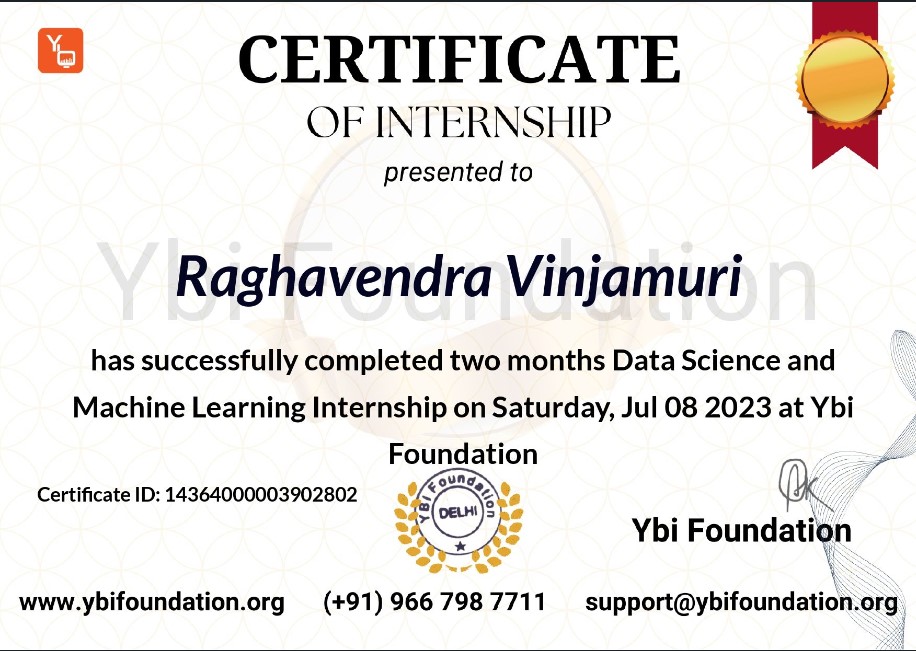 CERTIFICATE
OF INTERNSHIP
presented to
Ybi Foundation
Raghavendra Vinjamuri
has successfully completed two months Data Science and
Machine Learning Internship on Saturday, Jul 08 2023 at Ybi
Foundation
Certificate ID: 14364000003902802
YBI Foundation
DELHI
Ybi Foundation
www.ybifoundation.org
(+91) 966 798 7711
support@ybifoundation.org